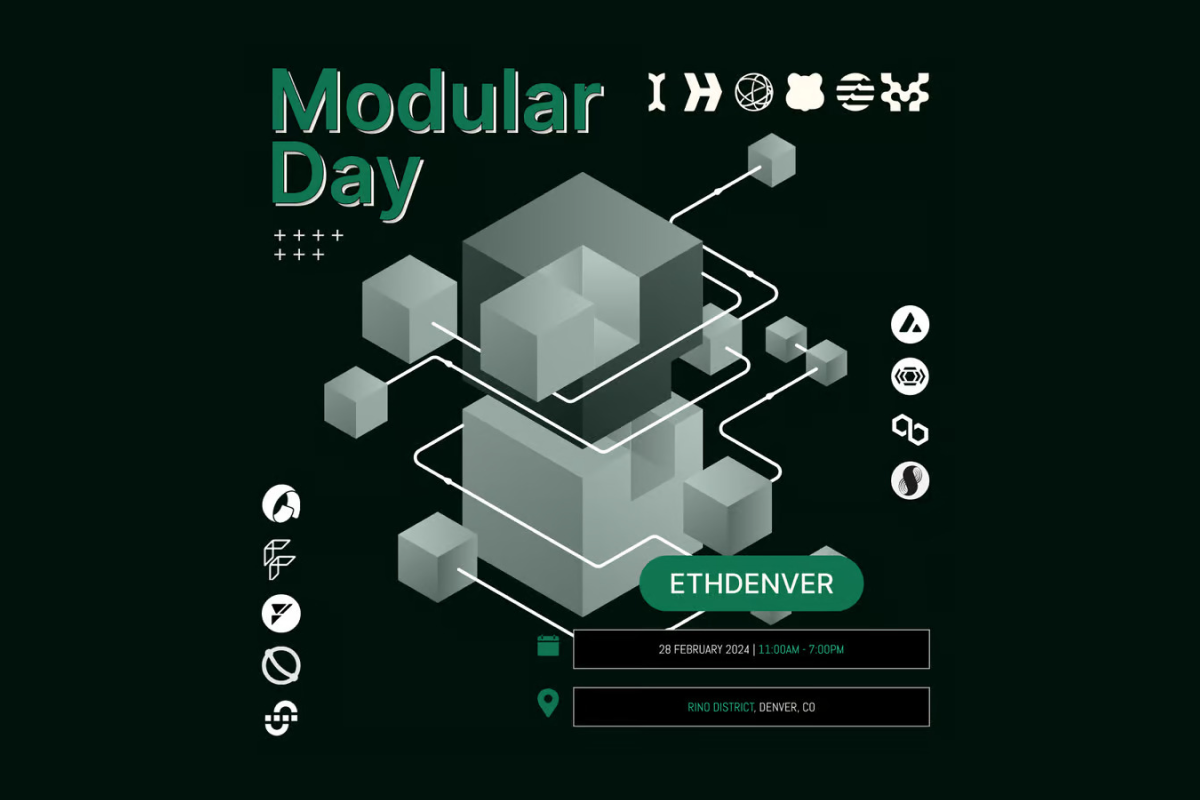 Modular
Day
ETHDENVER
28 FEBRUARY 2024 | 11:00AM - 7:00PM
RINO DISTRICT, DENVER, CO